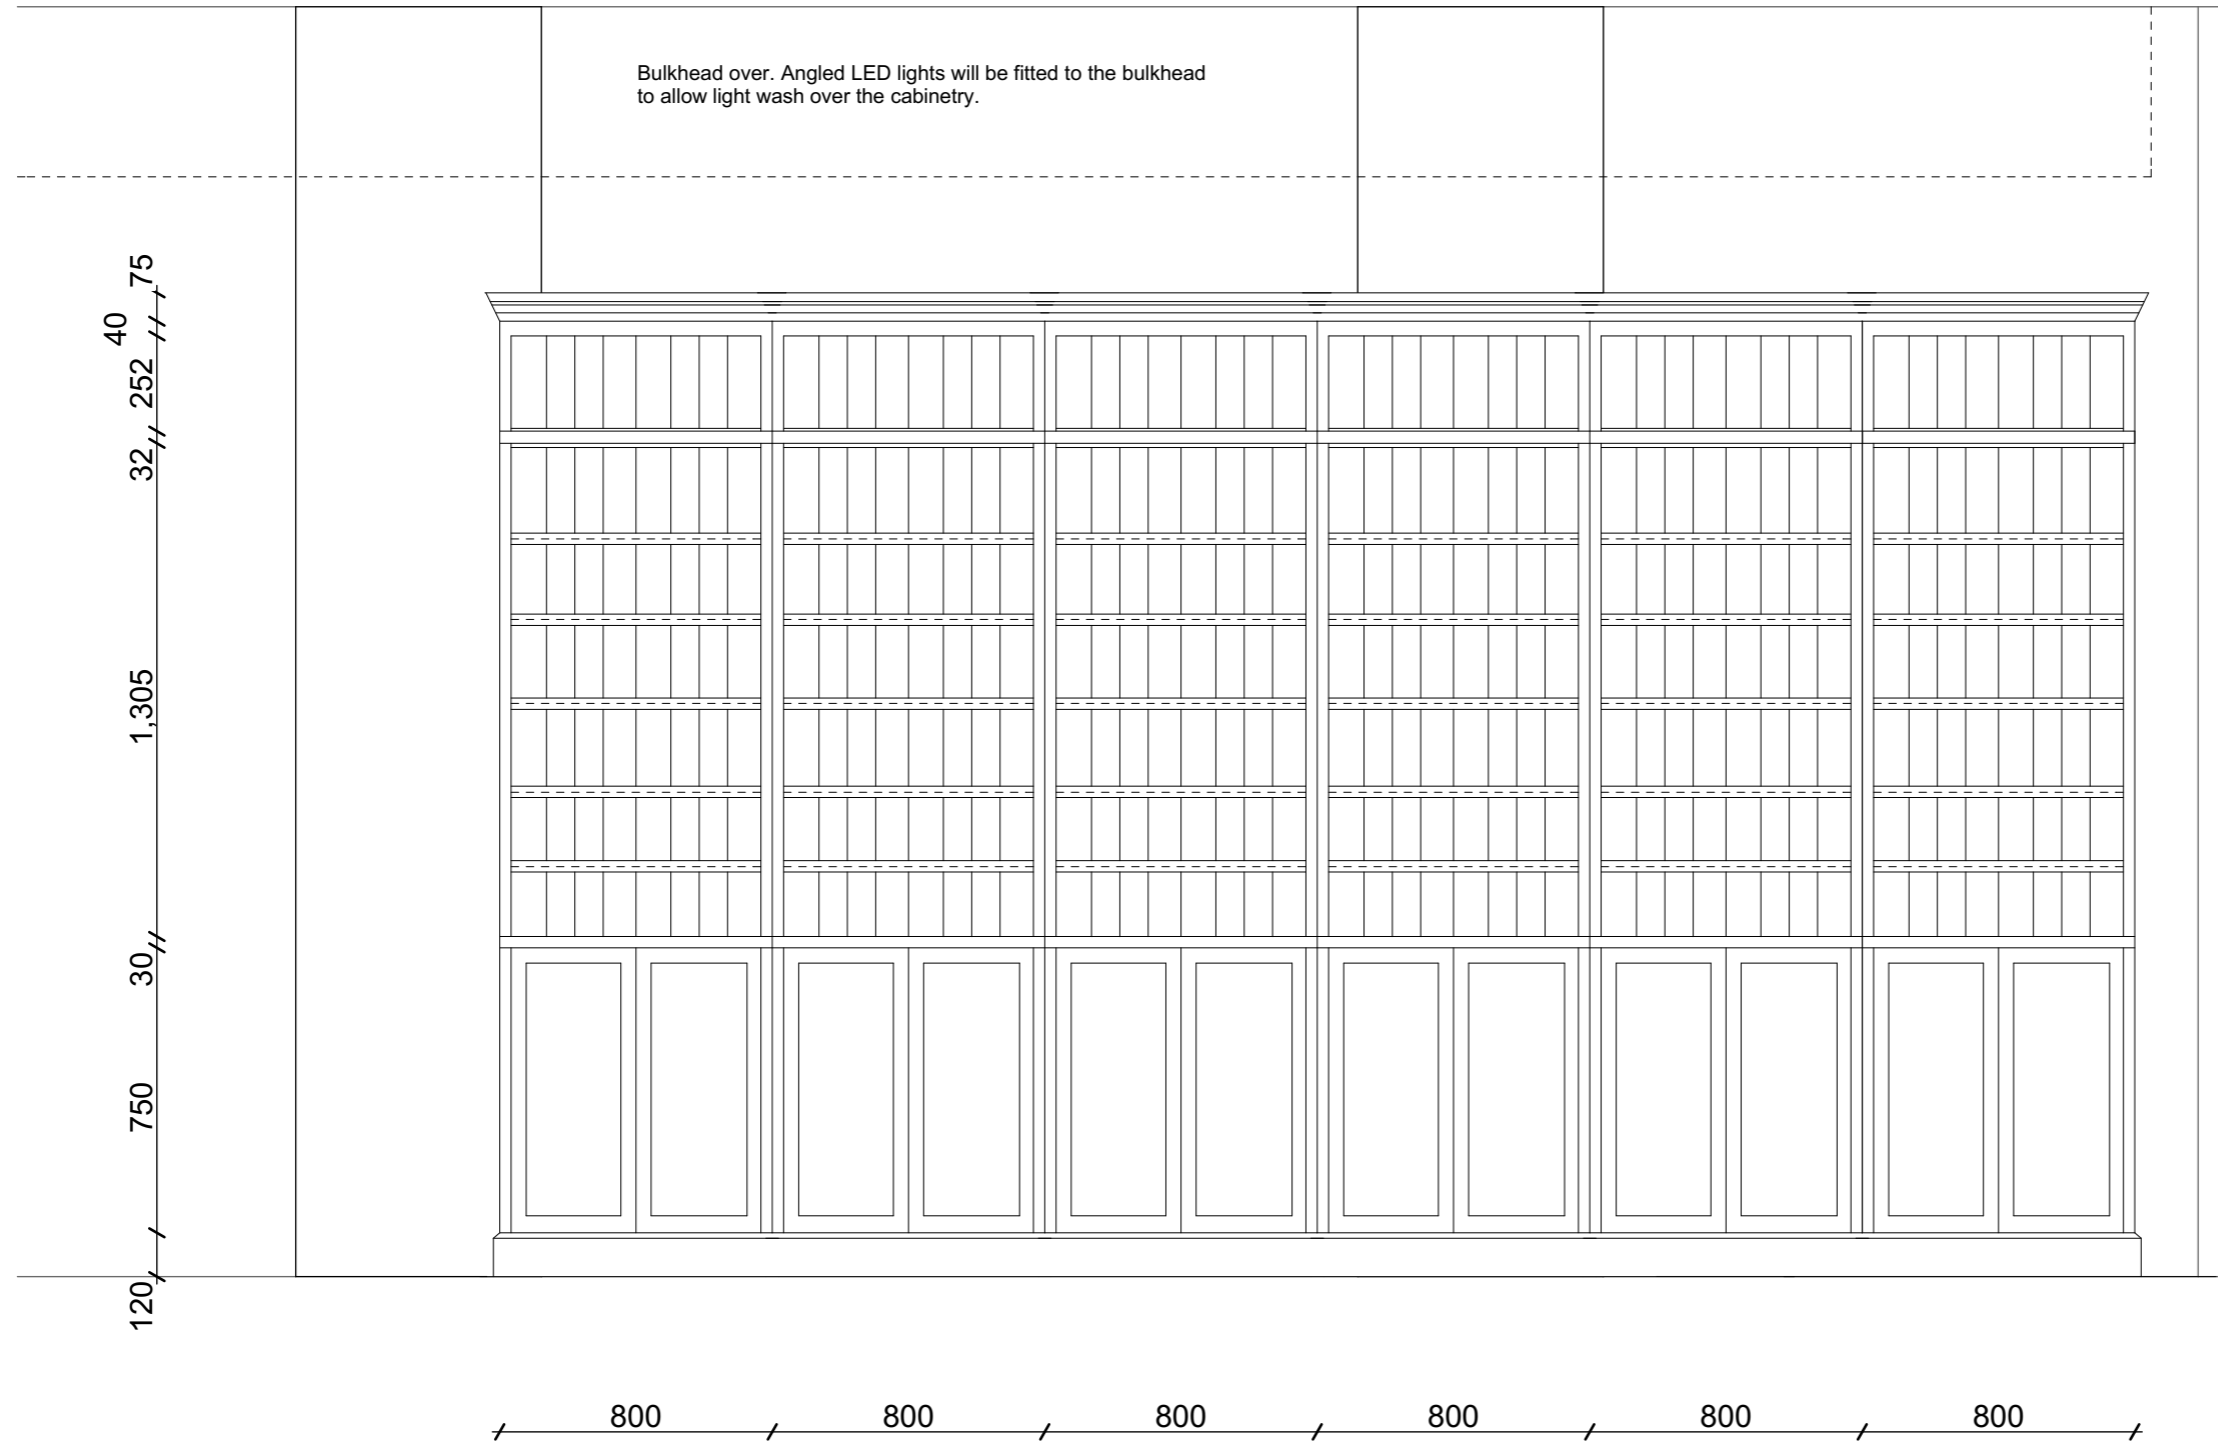 Bulkhead over. Angled LED lights will be fitted to the bulkhead
to allow light wash over the cabinetry.
75
40
252
32
1,305
30
750
120
800 800 800 800 800 800